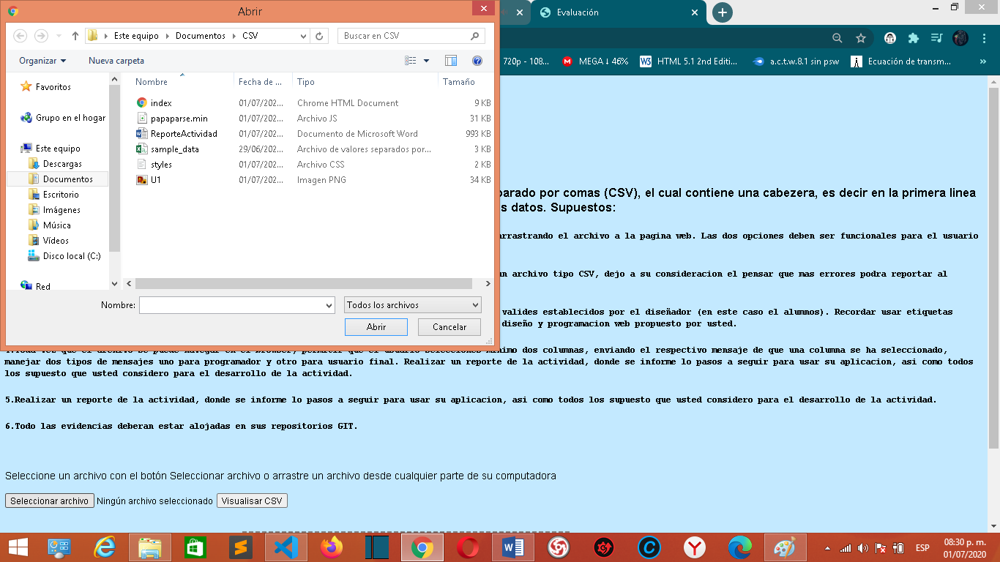 Abrir
Evaluación
Este equipo
Documentos
CSV
Buscar en CSV
Organizar
Nueva carpeta
720p - 108...
MEGA ↓ 46%
HTML 5.1 2nd Editi...
a.c.t.w.8.1 sin psw
Ecuación de transm...
»
Favoritos
Grupo en el hogar
Este equipo
Descargas
Documentos
Escritorio
Imágenes
Música
Vídeos
Disco local (C:)
Red
Nombre Fecha de ... Tipo Tamaño
index 01/07/202... Chrome HTML Document 9 KB
papaparse.min 01/07/202... Archivo JS 31 KB
ReporteActividad 01/07/202... Documento de Microsoft Word 993 KB
sample_data 29/06/202... Archivo de valores separados por... 3 KB
styles 01/07/202... Archivo CSS 2 KB
U1 01/07/202... Imagen PNG 34 KB
Nombre:
Todos los archivos
Abrir
Cancelar
parado por comas (CSV), el cual contiene una cabezera, es decir en la primera linea
s datos. Supuestos:
arrastrando el archivo a la pagina web. Las dos opciones deben ser funcionales para el usuario
un archivo tipo CSV, dejo a su consideracion el pensar que mas errores podra reportar al
valides establecidos por el diseñador (en este caso el alumnos). Recordar usar etiquetas
diseño y programacion web propuesto por usted.
minimo dos columnas, enviando el respectivo mensaje de que una columna se ha seleccionado,
manejar dos tipos de mensajes uno para programador y otro para usuario final. Realizar un reporte de la actividad, donde se informe lo pasos a seguir para usar su aplicacion, asi como todos
los supuesto que usted considero para el desarrollo de la actividad.
5.Realizar un reporte de la actividad, donde se informe lo pasos a seguir para usar su aplicacion, asi como todos los supuesto que usted considero para el desarrollo de la actividad.
6.Todo las evidencias deberan estar alojadas en sus repositorios GIT.
Seleccione un archivo con el botón Seleccionar archivo o arrastre un archivo desde cualquier parte de su computadora
Seleccionar archivo Ningún archivo seleccionado Visualisar CSV
ESP
08:30 p. m.
01/07/2020